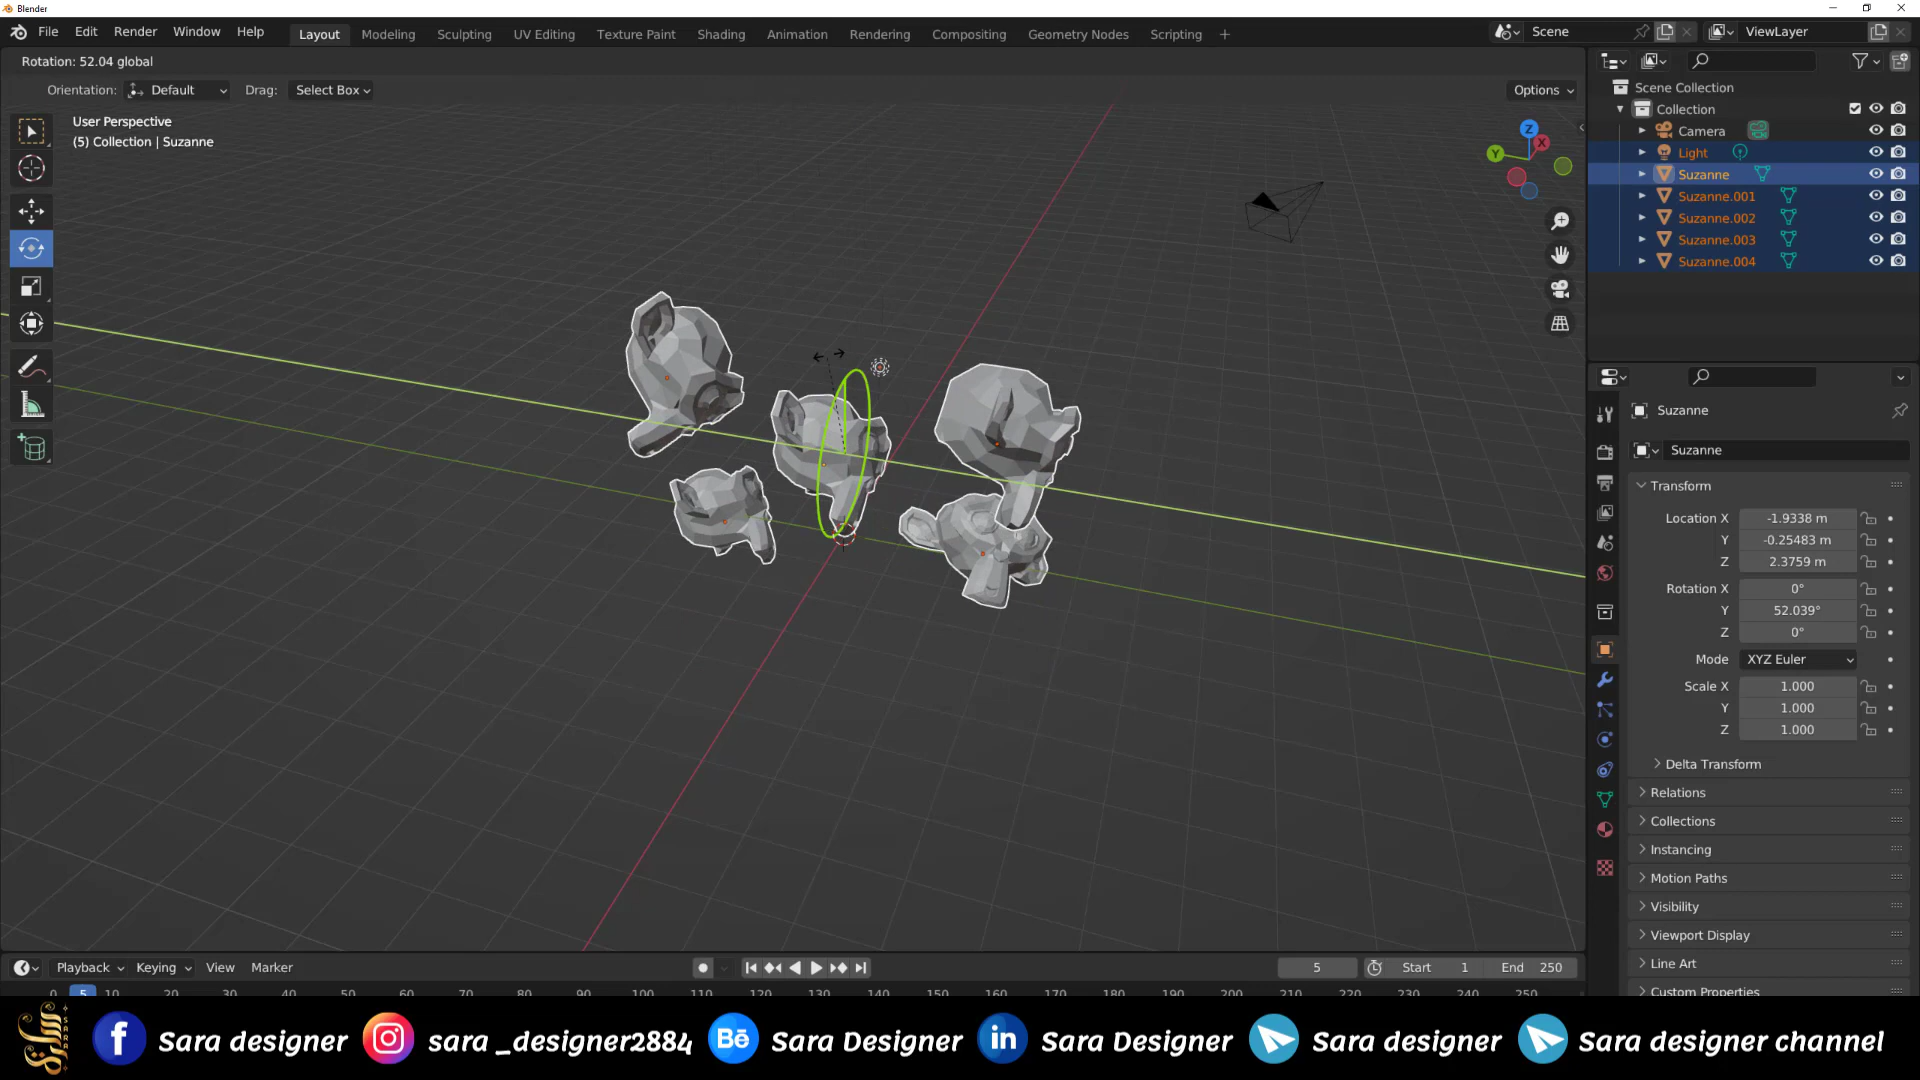 Blender
File Edit Render Window Help Layout Modeling Sculpting UV Editing Texture Paint Shading Animation Rendering Compositing Geometry Nodes Scripting + Scene ViewLayer
Rotation: 52.04 global
Orientation: Default Drag: Select Box Options
User Perspective
(5) Collection | Suzanne
Z
X
Y
Scene Collection
Collection
Camera
Light
Suzanne
Suzanne.001
Suzanne.002
Suzanne.003
Suzanne.004
Suzanne
Suzanne
Transform
Location X -1.9338 m
Y -0.25483 m
Z 2.3759 m
Rotation X 0°
Y 52.039°
Z 0°
Mode XYZ Euler
Scale X 1.000
Y 1.000
Z 1.000
Delta Transform
Relations
Collections
Instancing
Motion Paths
Visibility
Viewport Display
Line Art
Custom Properties
Playback Keying View Marker 5 Start 1 End 250
0 5 10 20 30 40 50 60 70 80 90 100 110 120 130 140 150 160 170 180 190 200 210 220 230 240 250
Sara designer sara _designer2884 Bē Sara Designer in Sara Designer Sara designer Sara designer channel